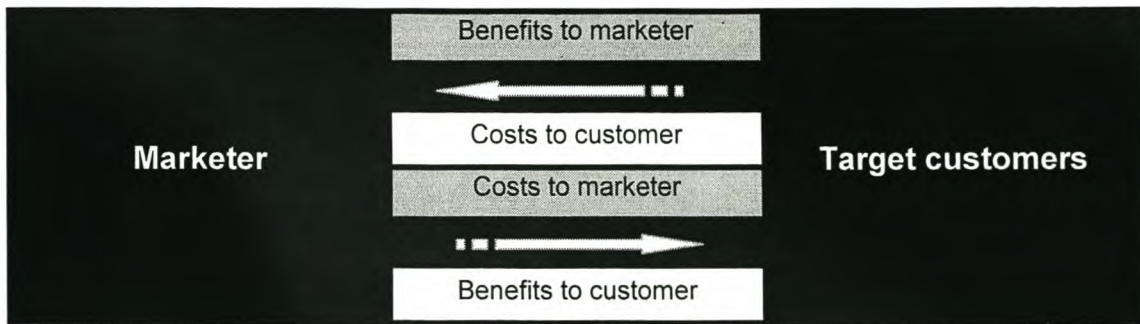 Benefits to marketer
Costs to customer
Marketer
Target customers
Costs to marketer
Benefits to customer